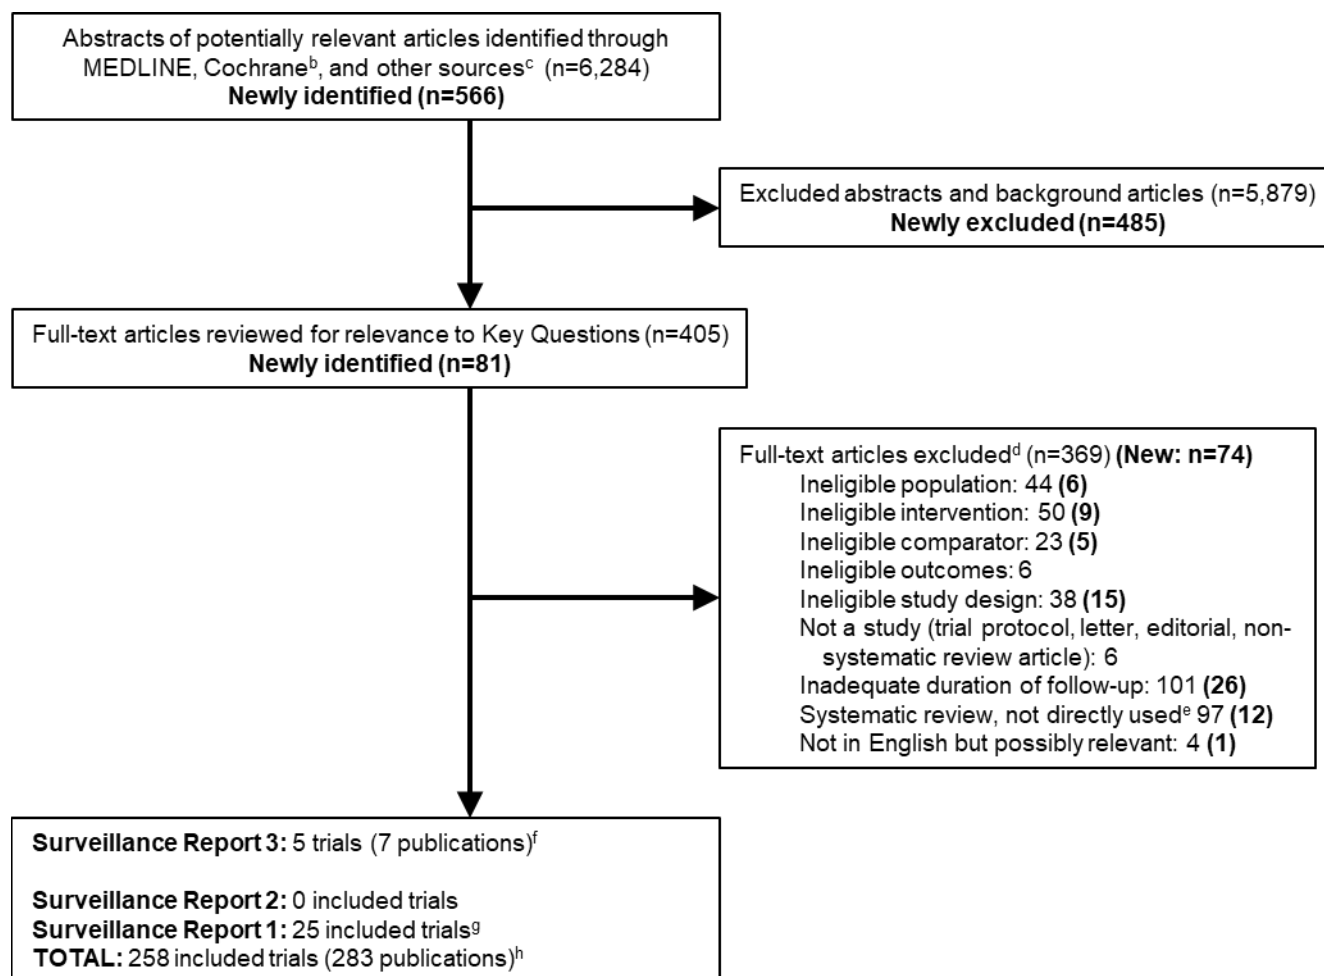 Abstracts of potentially relevant articles identified through
MEDLINE, Cochraneᵇ, and other sourcesᶜ (n=6,284)
Newly identified (n=566)
Excluded abstracts and background articles (n=5,879)
Newly excluded (n=485)
Full-text articles reviewed for relevance to Key Questions (n=405)
Newly identified (n=81)
Full-text articles excludedᵈ (n=369) (New: n=74)
Ineligible population: 44 (6)
Ineligible intervention: 50 (9)
Ineligible comparator: 23 (5)
Ineligible outcomes: 6
Ineligible study design: 38 (15)
Not a study (trial protocol, letter, editorial, non-
systematic review article): 6
Inadequate duration of follow-up: 101 (26)
Systematic review, not directly usedᵉ 97 (12)
Not in English but possibly relevant: 4 (1)
Surveillance Report 3: 5 trials (7 publications)ᶠ
Surveillance Report 2: 0 included trials
Surveillance Report 1: 25 included trialsᵍ
TOTAL: 258 included trials (283 publications)ʰ